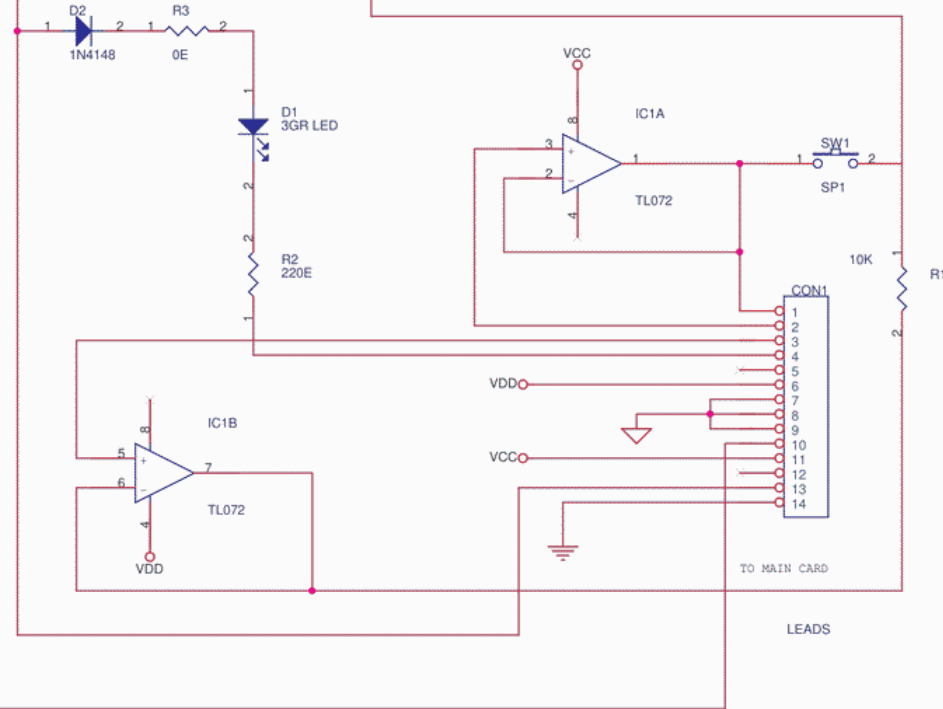 D2
R3
1
2
1
2
1N4148
0E
VCC
1
D1
3GR LED
8
IC1A
3
+
1
SW1
1
2
2
-
SP1
2
4
TL072
2
R2
220E
10K
1
R1
CON1
1
1
2
3
2
4
5
VDD
6
7
8
9
10
VCC
11
12
13
14
8
IC1B
5
+
7
6
-
TL072
4
VDD
TO MAIN CARD
LEADS